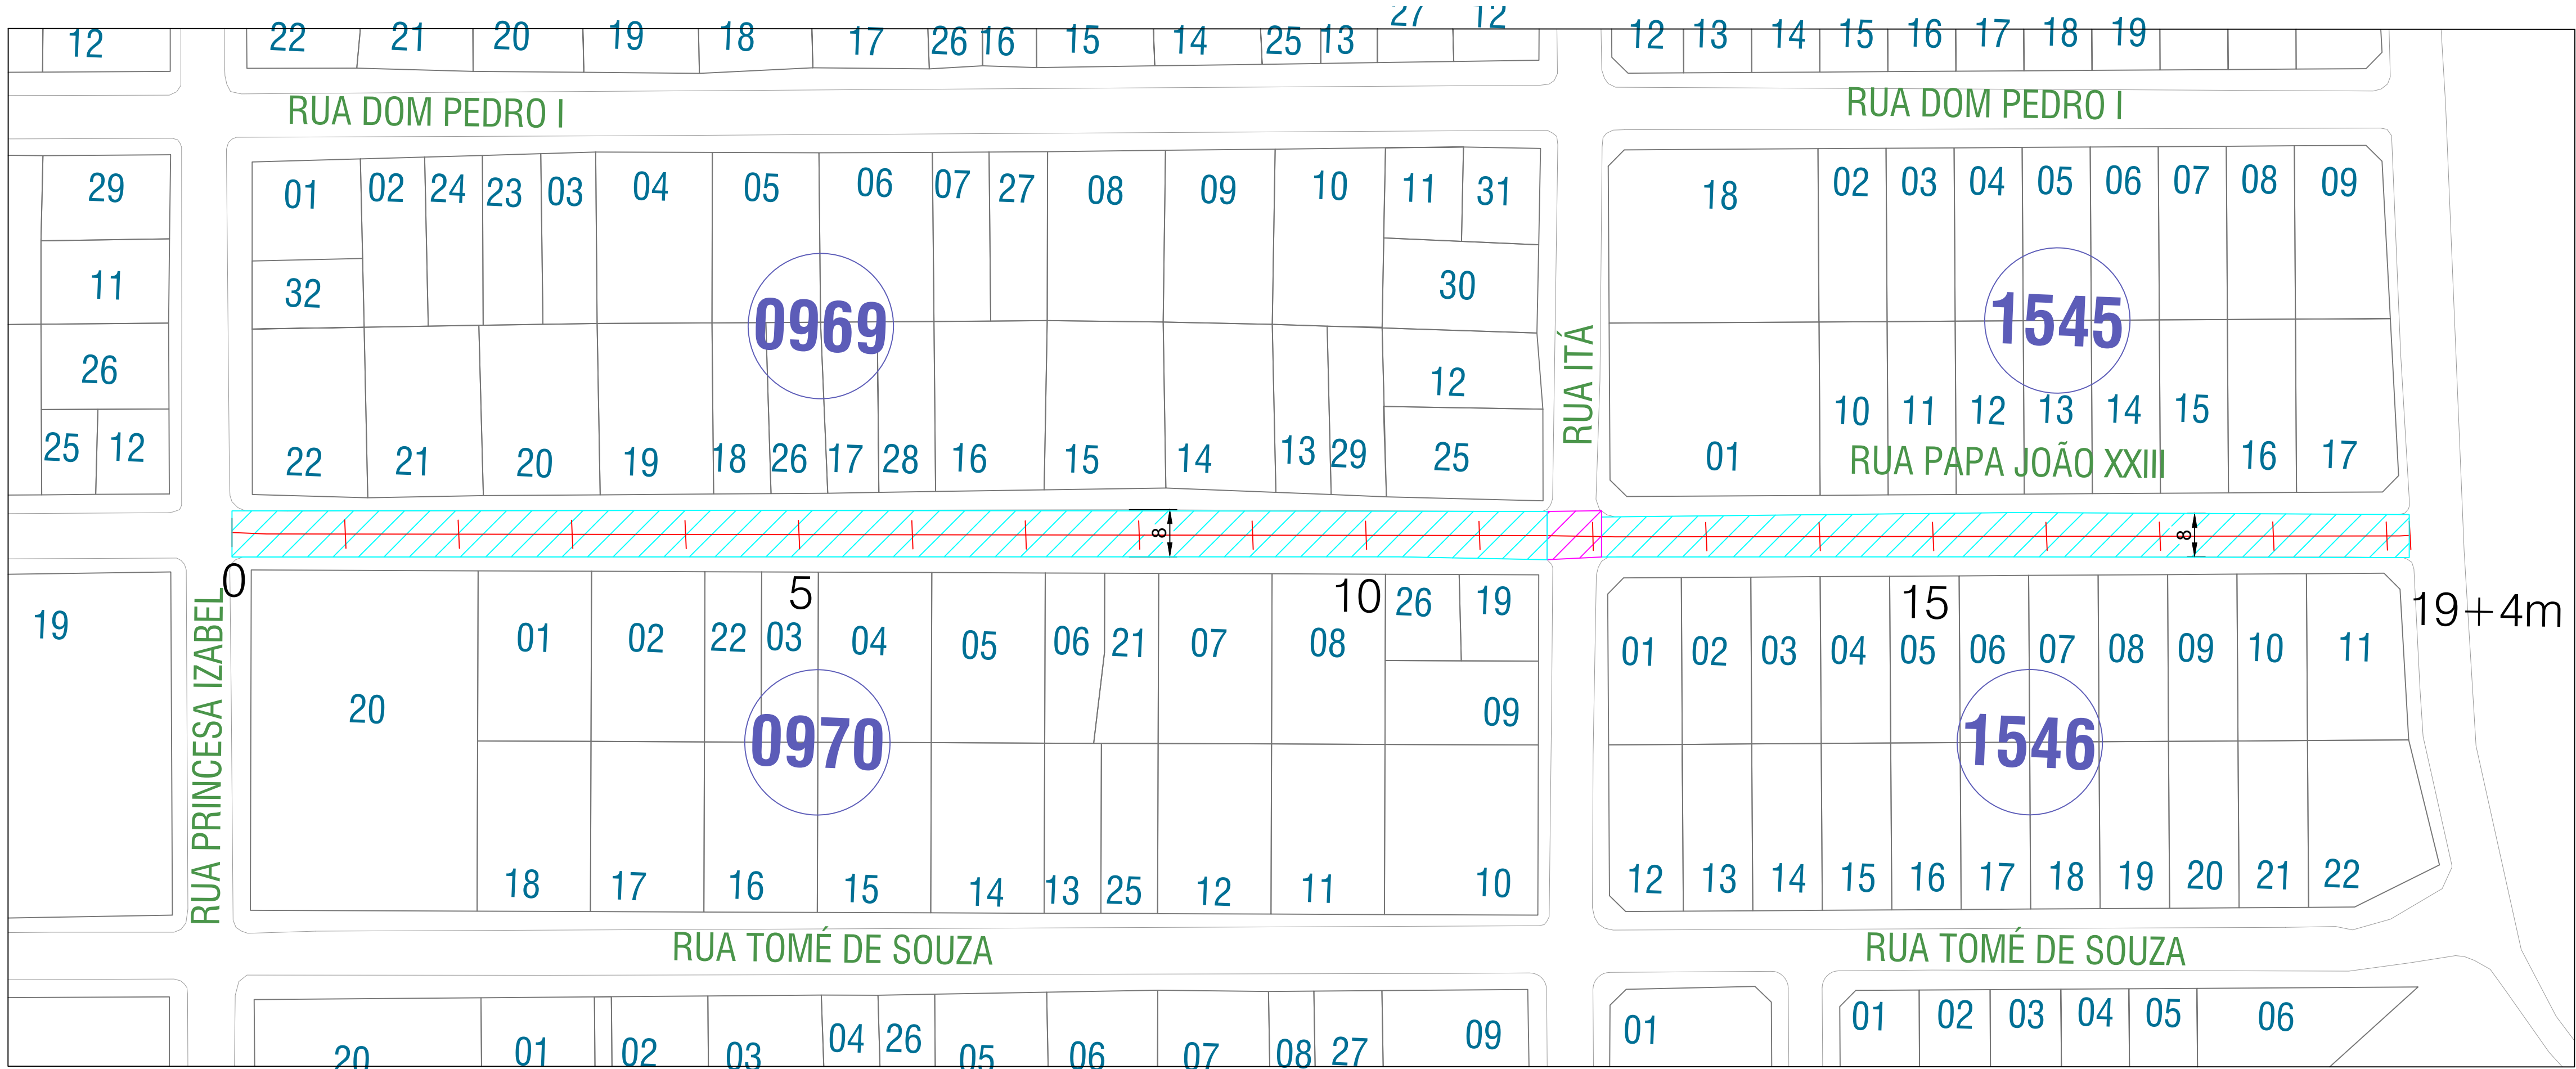 12 22 21 20 19 18 17 26 16 15 14 25 13 27 12 12 13 14 15 16 17 18 19
RUA DOM PEDRO I RUA DOM PEDRO I
29 01 02 24 23 03 04 05 06 07 27 08 09 10 11 31 18 02 03 04 05 06 07 08 09
11 32 30
0969 1545
RUA ITÁ
26 12
10 11 12 13 14 15
25 12 22 21 20 19 18 26 17 28 16 15 14 13 29 25 01 16 17
RUA PAPA JOÃO XXIII
8 8
0 5 10 15 19+4m
26 19
19 01 02 22 03 04 05 06 21 07 08 01 02 03 04 05 06 07 08 09 10 11
20 09
0970 1546
RUA PRINCESA IZABEL
18 17 16 15 14 13 25 12 11 10 12 13 14 15 16 17 18 19 20 21 22
RUA TOMÉ DE SOUZA RUA TOMÉ DE SOUZA
20 01 02 03 04 26 05 06 07 08 27 09 01 01 02 03 04 05 06